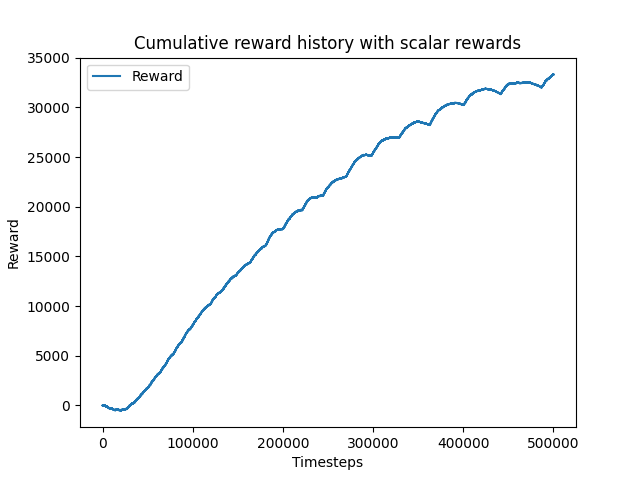 Cumulative reward history with scalar rewards
Reward
35000
30000
25000
20000
15000
10000
5000
0
Reward
0 100000 200000 300000 400000 500000
Timesteps